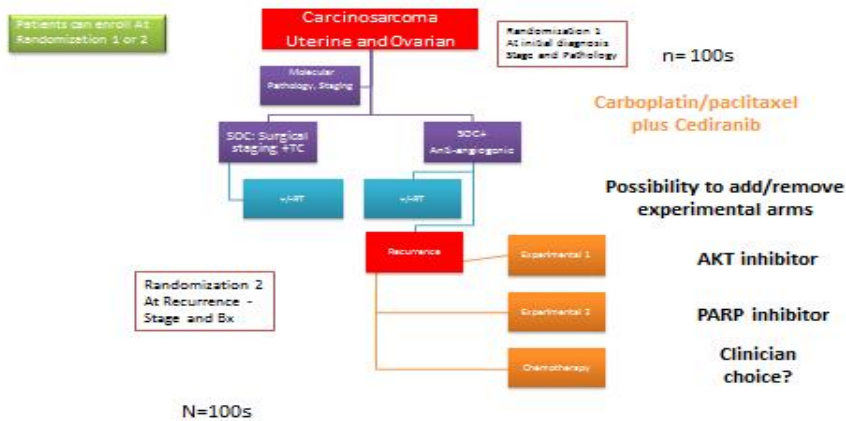 Patients can enroll At
Randomization 1 or 2
Carcinosarcoma
Uterine and Ovarian
Randomization 1
At initial diagnosis
Stage and Pathology
n= 100s
Molecular
Pathology, Staging
Carboplatin/paclitaxel
plus Cediranib
SOC: Surgical
staging +TC
SOC+
Anti-angiogenic
+/-RT
+/-RT
Possibility to add/remove
experimental arms
Recurrence
Experimental 1
AKT inhibitor
Randomization 2
At Recurrence -
Stage and Bx
Experimental 2
PARP inhibitor
Chemotherapy
Clinician
choice?
N=100s